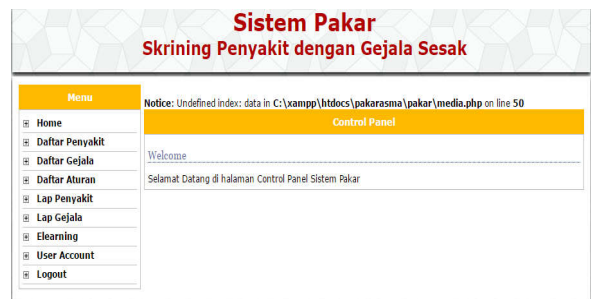 Sistem Pakar
Skrining Penyakit dengan Gejala Sesak
Menu
Home
Daftar Penyakit
Daftar Gejala
Daftar Aturan
Lap Penyakit
Lap Gejala
Elearning
User Account
Logout
Notice: Undefined index: data in C:\xampp\htdocs\pakarasma\pakar\media.php on line 50
Control Panel
Welcome
Selamat Datang di halaman Control Panel Sistem Pakar